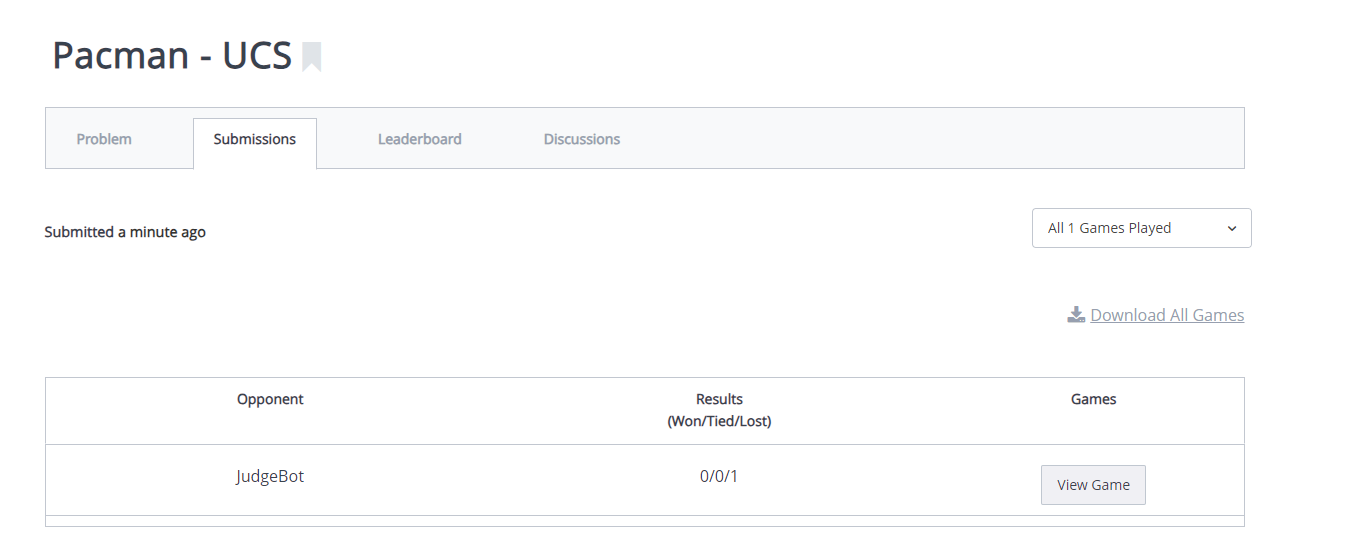 Pacman - UCS
Problem
Submissions
Leaderboard
Discussions
Submitted a minute ago
All 1 Games Played
Download All Games
Opponent
Results
(Won/Tied/Lost)
Games
JudgeBot
0/0/1
View Game